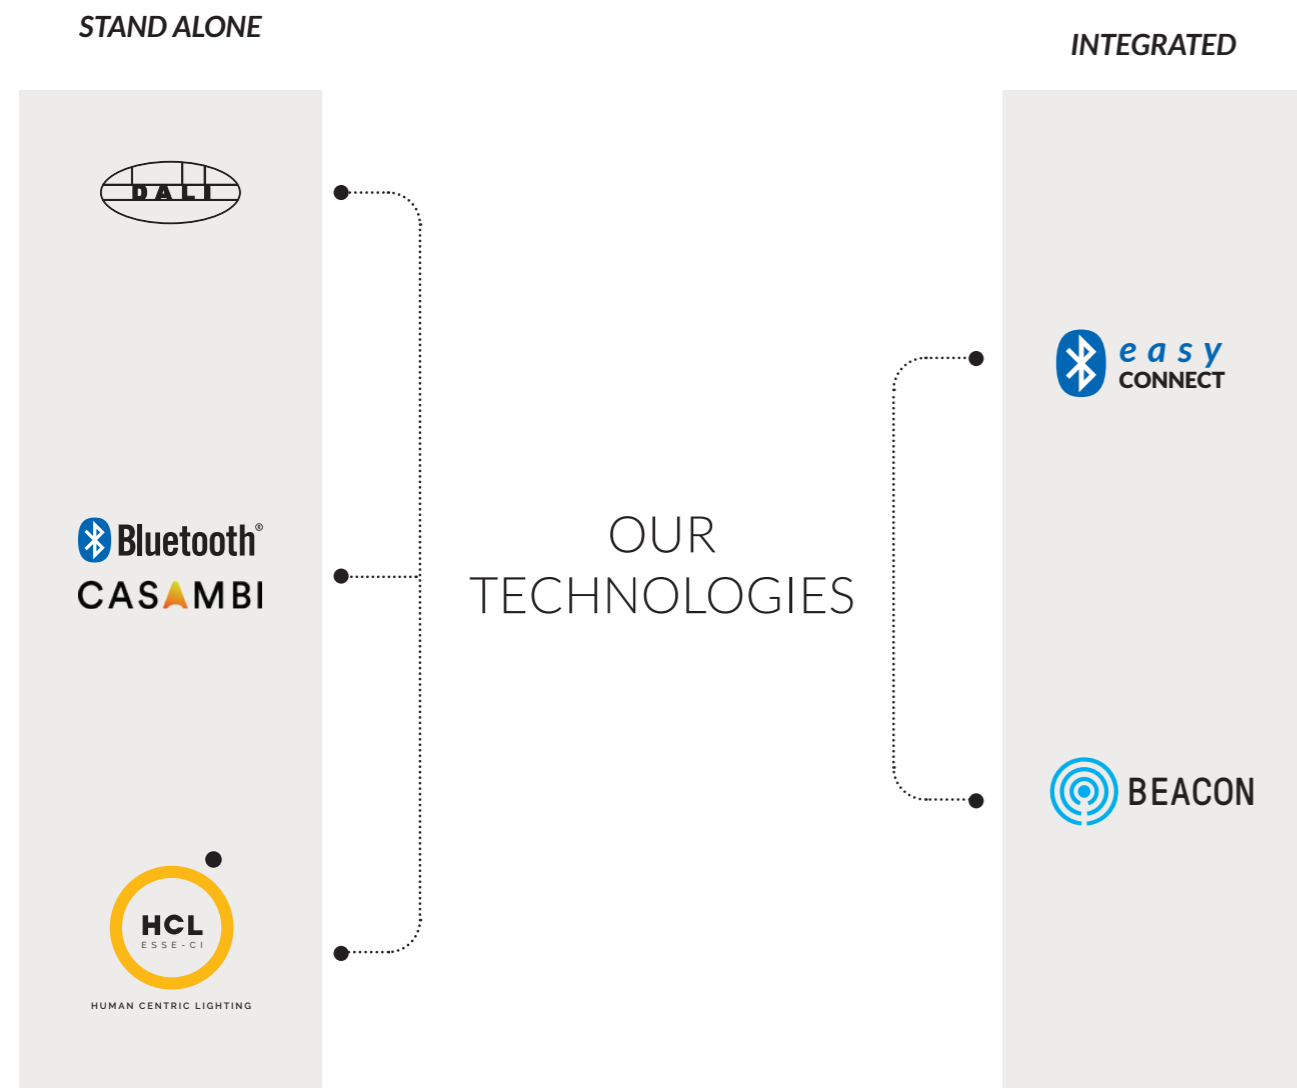 STAND ALONE
INTEGRATED
DALI
easy
CONNECT
Bluetooth®
CASAMBI
OUR
TECHNOLOGIES
BEACON
HCL
ESSE-CI
HUMAN CENTRIC LIGHTING